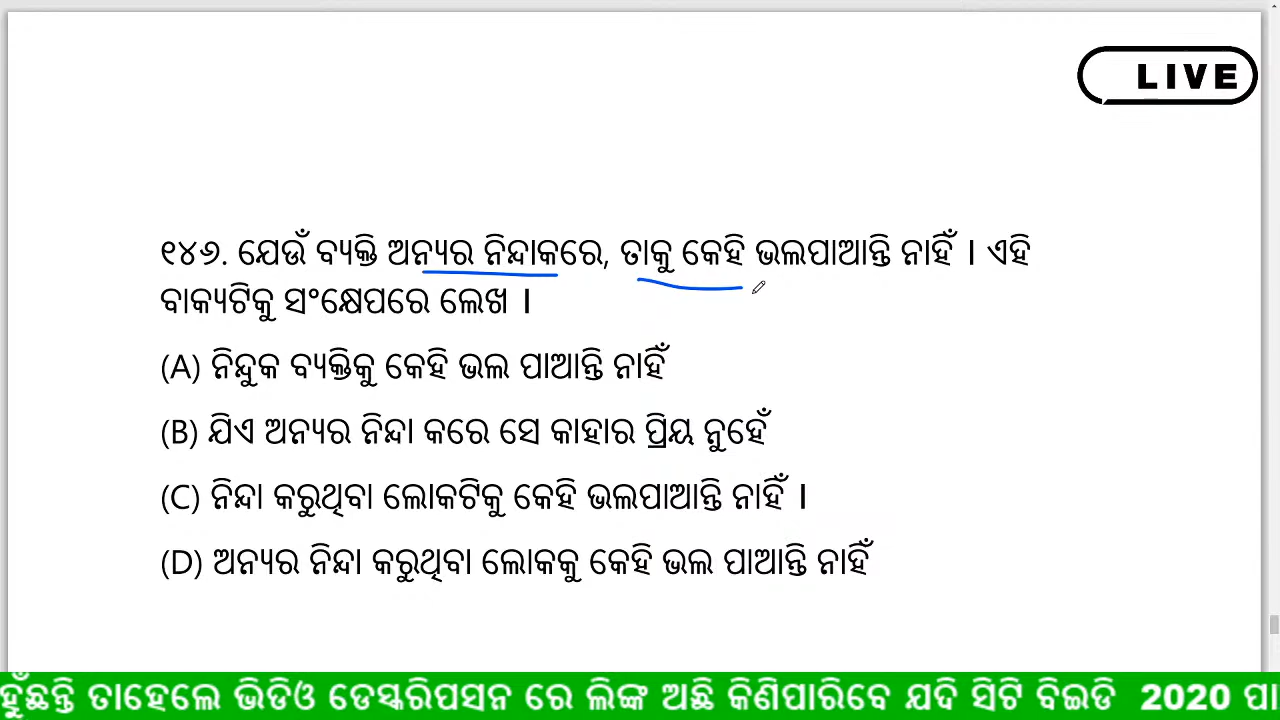 LIVE
୧୪୬. ଯେଉଁ ବ୍ୟକ୍ତି ଅନ୍ୟର ନିନ୍ଦାକରେ, ତାକୁ କେହି ଭଲପାଆନ୍ତି ନାହିଁ । ଏହି
ବାକ୍ୟଟିକୁ ସଂକ୍ଷେପରେ ଲେଖ ।
(A) ନିନ୍ଦୁକ ବ୍ୟକ୍ତିକୁ କେହି ଭଲ ପାଆନ୍ତି ନାହିଁ
(B) ଯିଏ ଅନ୍ୟର ନିନ୍ଦା କରେ ସେ କାହାର ପ୍ରିୟ ନୁହେଁ
(C) ନିନ୍ଦା କରୁଥିବା ଲୋକଟିକୁ କେହି ଭଲପାଆନ୍ତି ନାହିଁ ।
(D) ଅନ୍ୟର ନିନ୍ଦା କରୁଥିବା ଲୋକକୁ କେହି ଭଲ ପାଆନ୍ତି ନାହିଁ
ହୁଁଛନ୍ତି ତାହେଲେ ଭିଡିଓ ଡେସ୍କରିପସନ ରେ ଲିଙ୍କ ଅଛି କିଣିପାରିବେ ଯଦି ସିଟି ବିଇଡି 2020 ପା